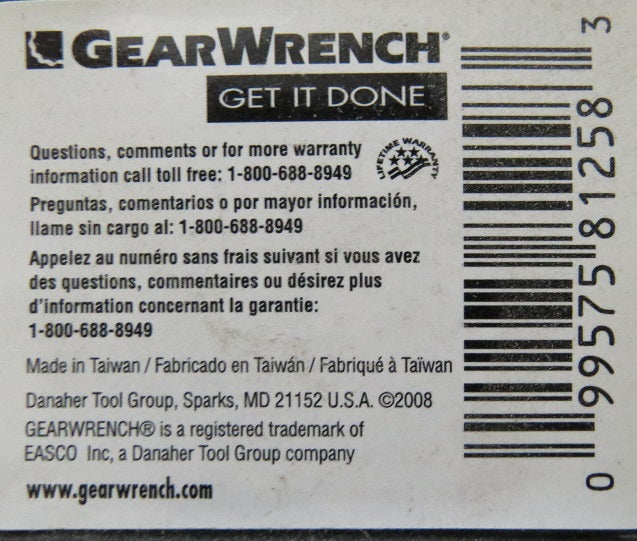 GEARWRENCH®
GET IT DONE™
Questions, comments or for more warranty
information call toll free: 1-800-688-8949
LIFETIME WARRANTY
Preguntas, comentarios o por mayor información,
llame sin cargo al: 1-800-688-8949
Appelez au numéro sans frais suivant si vous avez
des questions, commentaires ou désirez plus
d'information concernant la garantie:
1-800-688-8949
Made in Taiwan / Fabricado en Taiwán / Fabriqué à Taïwan
Danaher Tool Group, Sparks, MD 21152 U.S.A. ©2008
GEARWRENCH® is a registered trademark of
EASCO Inc, a Danaher Tool Group company
www.gearwrench.com
0 99575 81258 3